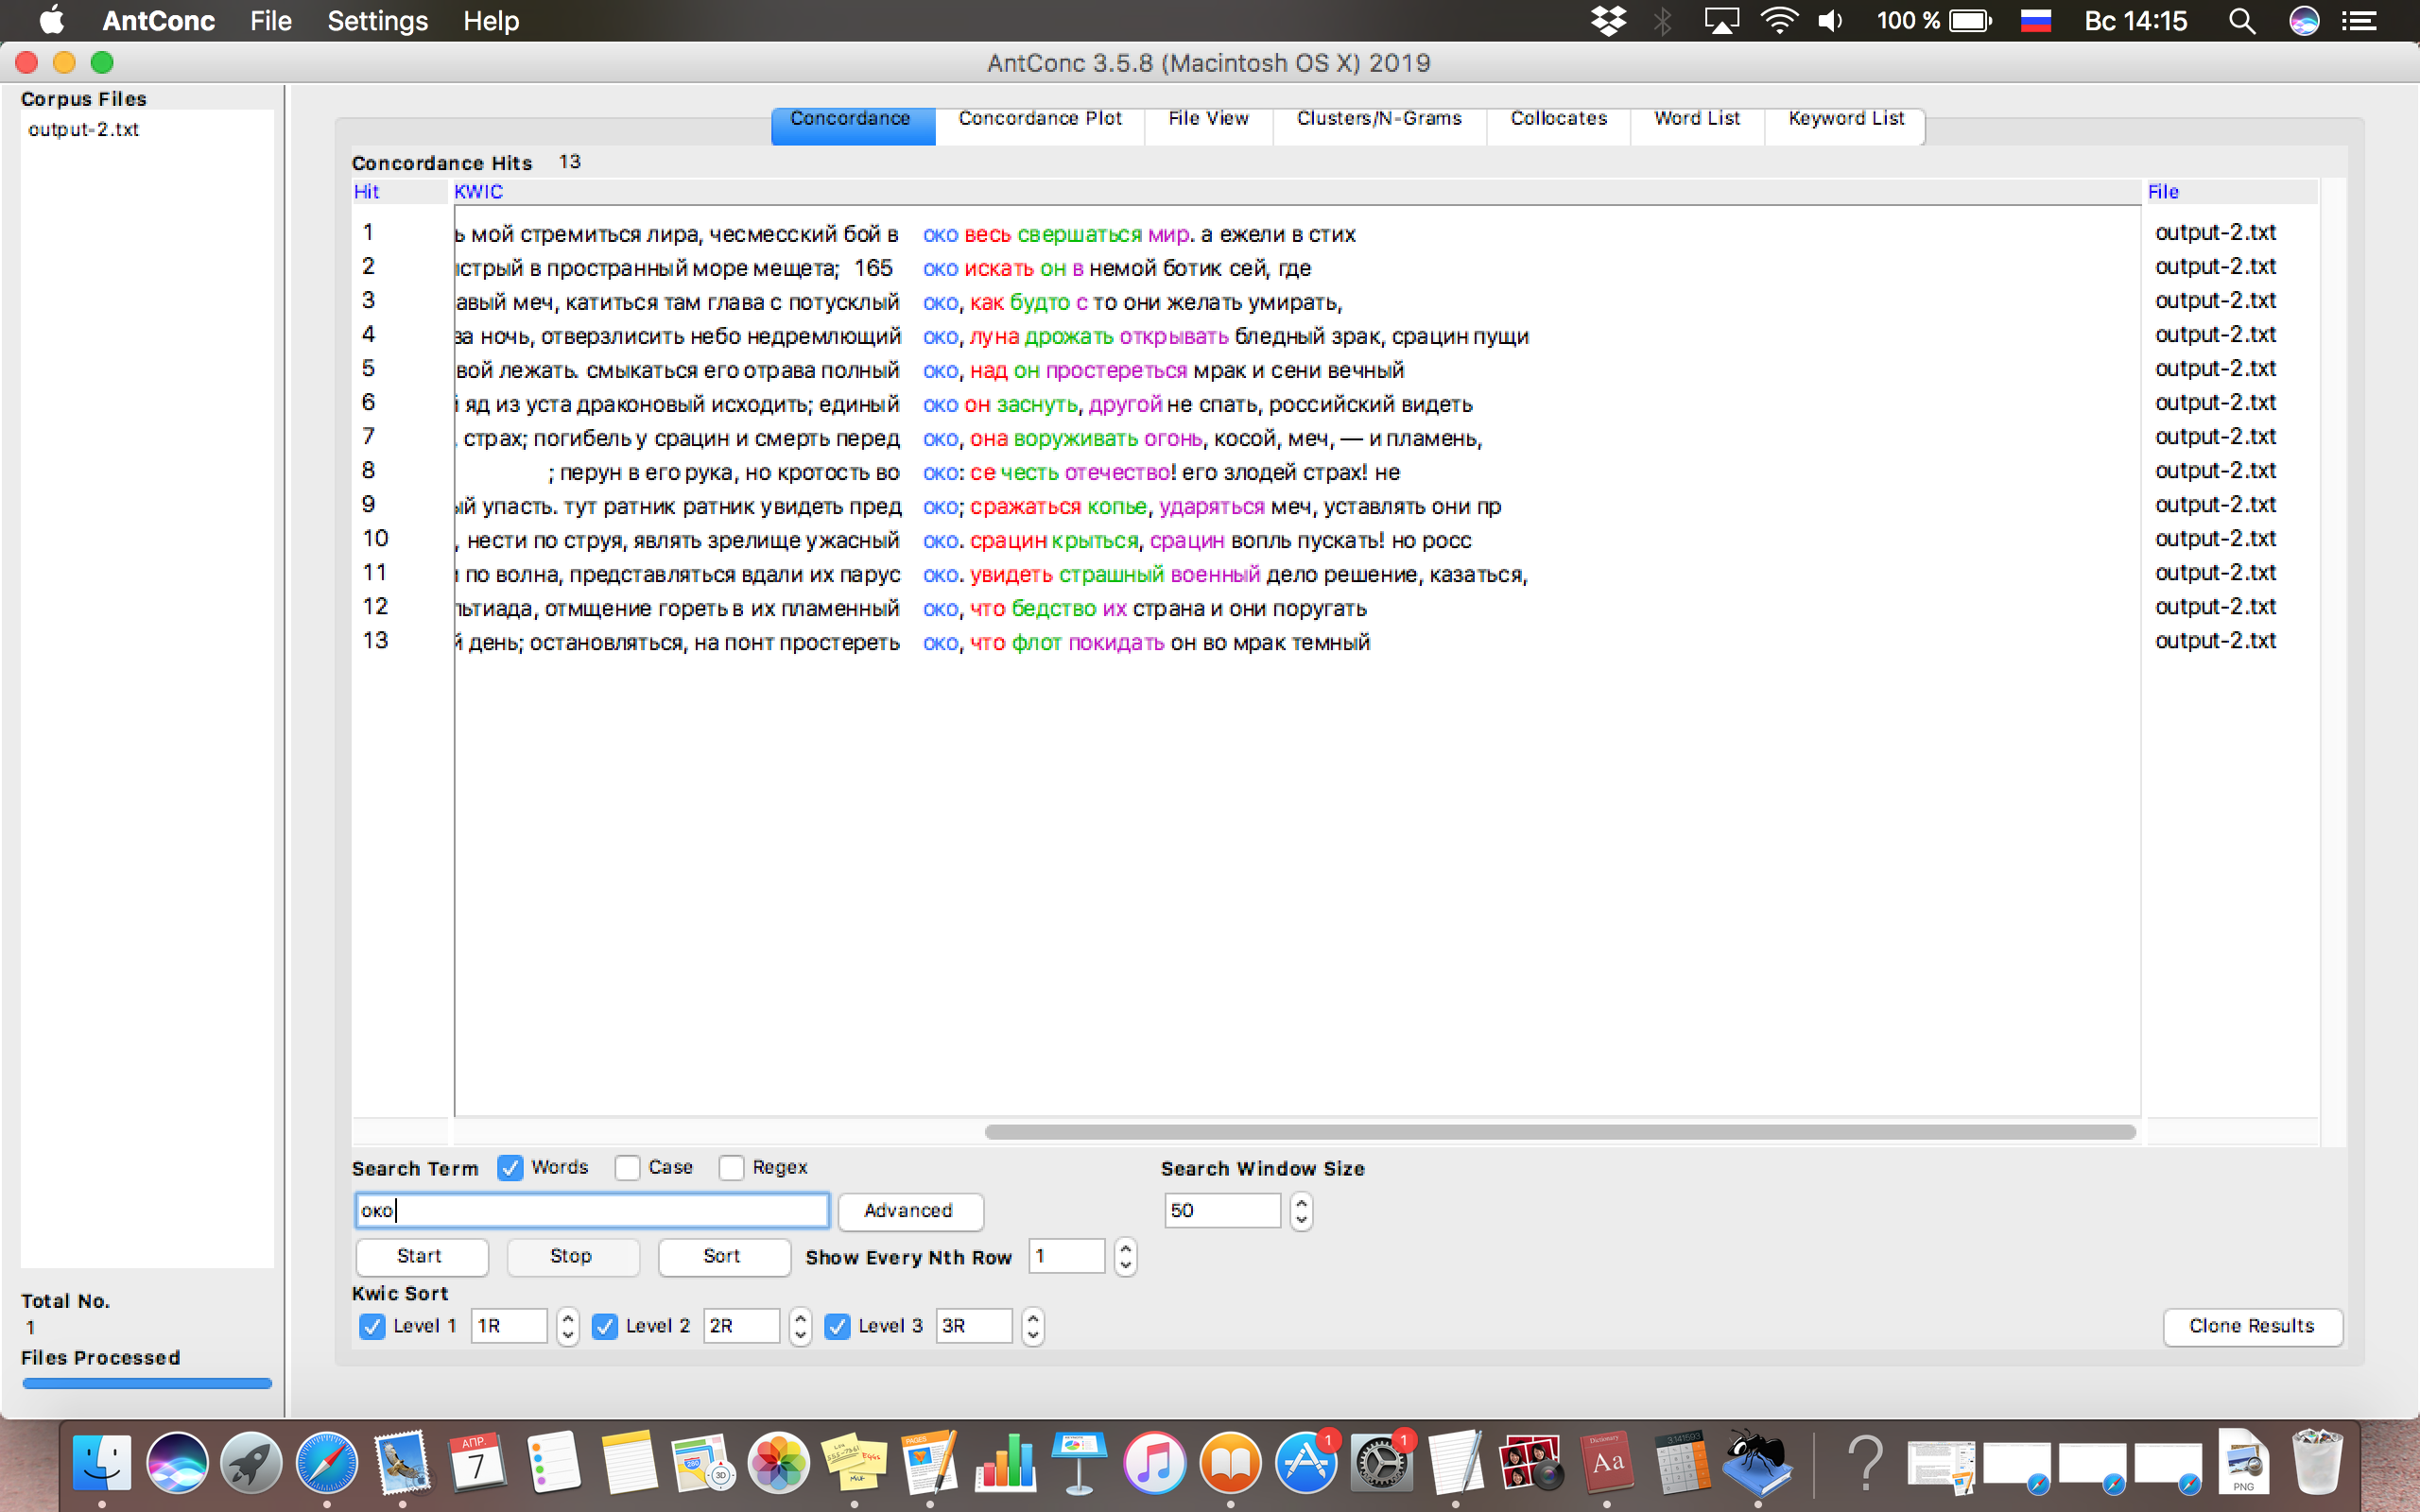 AntConc File Settings Help 100 % Вс 14:15
AntConc 3.5.8 (Macintosh OS X) 2019
Corpus Files
output-2.txt
Concordance Concordance Plot File View Clusters/N-Grams Collocates Word List Keyword List
Concordance Hits 13
Hit KWIC File
1 ь мой стремиться лира, чесмесский бой в око весь свершаться мир. а ежели в стих output-2.txt
2 стрый в пространный море мещета; 165 око искать он в немой ботик сей, где output-2.txt
3 авый меч, катиться там глава с потусклый око, как будто с то они желать умирать, output-2.txt
4 ва ночь, отверзлисить небо недремлющий око, луна дрожать открывать бледный зрак, срацин пущи output-2.txt
5 вой лежать. смыкаться его отрава полный око, над он простереться мрак и сени вечный output-2.txt
6 й яд из уста драконовый исходить; единый око он заснуть, другой не спать, российский видеть output-2.txt
7 , страх; погибель у срацин и смерть перед око, она воруживать огонь, косой, меч, — и пламень, output-2.txt
8 ; перун в его рука, но кротость во око: се честь отечество! его злодей страх! не output-2.txt
9 ый упасть. тут ратник ратник увидеть пред око; сражаться копье, ударяться меч, уставлять они пр output-2.txt
10 , нести по струя, являть зрелище ужасный око. срацин крыться, срацин вопль пускать! но росс output-2.txt
11 и по волна, представляться вдали их парус око. увидеть страшный военный дело решение, казаться, output-2.txt
12 льтиада, отмщение гореть в их пламенный око, что бедство их страна и они поругать output-2.txt
13 й день; остановляться, на понт простереть око, что флот покидать он во мрак темный output-2.txt
Search Term Words Case Regex Search Window Size
око Advanced 50
Start Stop Sort Show Every Nth Row 1
Kwic Sort
Level 1 1R Level 2 2R Level 3 3R Clone Results
Total No.
1
Files Processed
АПР.
7
280
3D
PAGES
1
1
Dictionary
Aa
3.141593
PNG